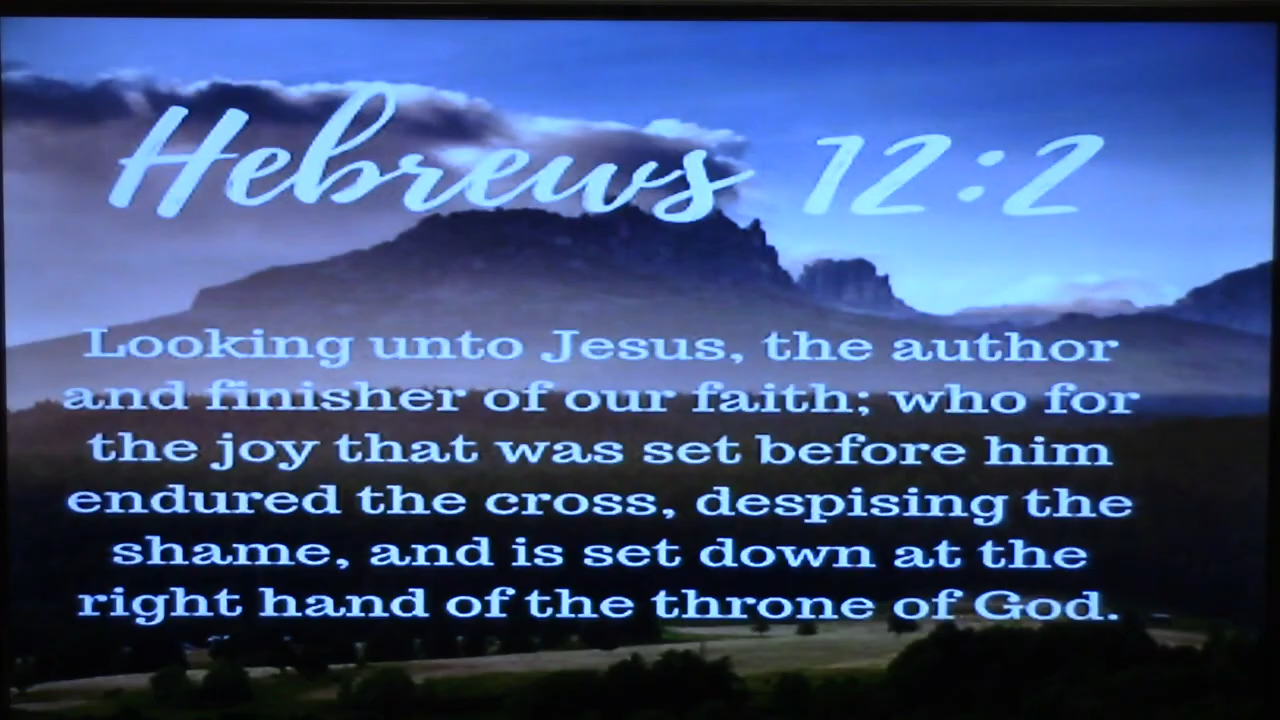 Hebrews 12:2
Looking unto Jesus, the author
and finisher of our faith; who for
the joy that was set before him
endured the cross, despising the
shame, and is set down at the
right hand of the throne of God.